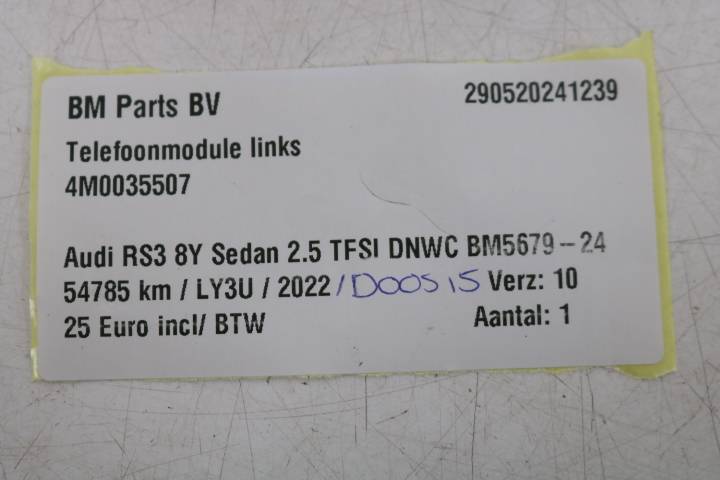 BM Parts BV 290520241239
Telefoonmodule links
4M0035507
Audi RS3 8Y Sedan 2.5 TFSI DNWC BM5679-24
54785 km / LY3U / 2022 / DOOS 15 Verz: 10
25 Euro incl/ BTW Aantal: 1